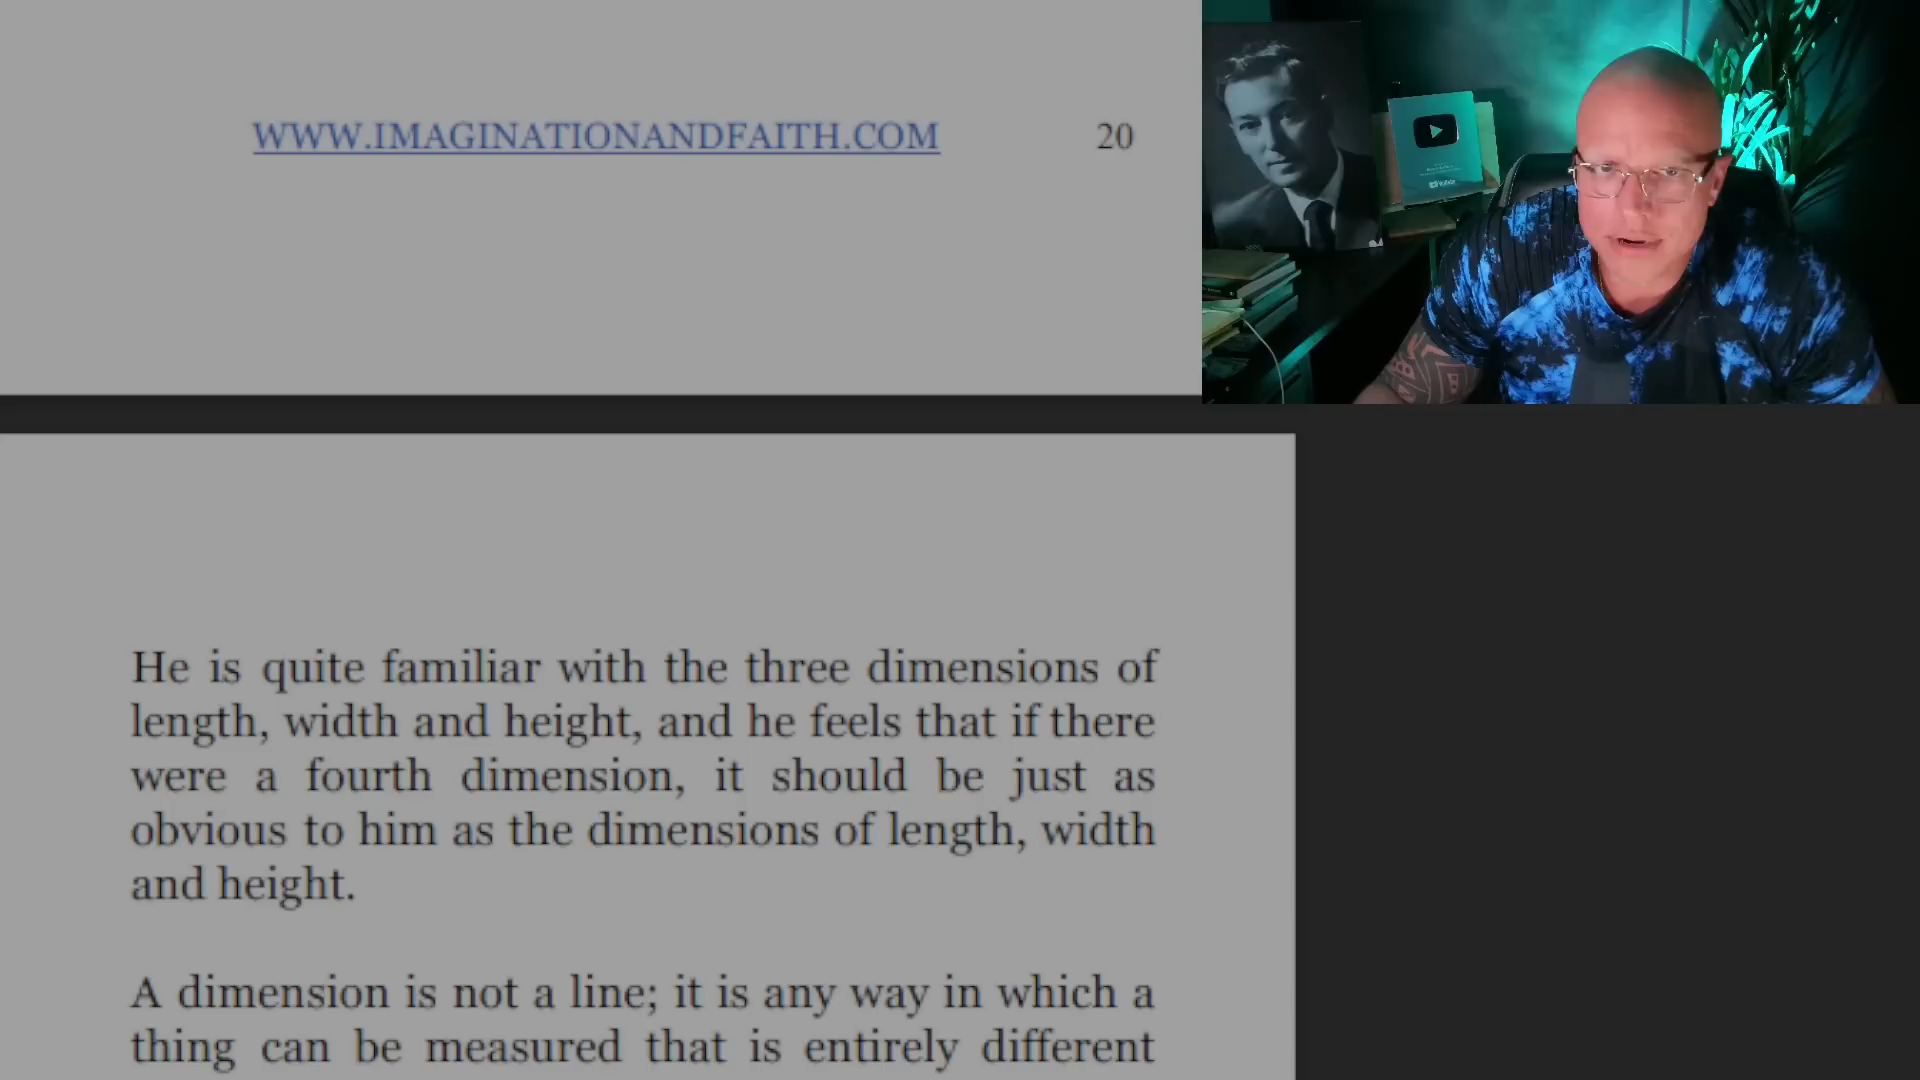 WWW.IMAGINATIONANDFAITH.COM 20
He is quite familiar with the three dimensions of
length, width and height, and he feels that if there
were a fourth dimension, it should be just as
obvious to him as the dimensions of length, width
and height.
A dimension is not a line; it is any way in which a
thing can be measured that is entirely different
YouTube